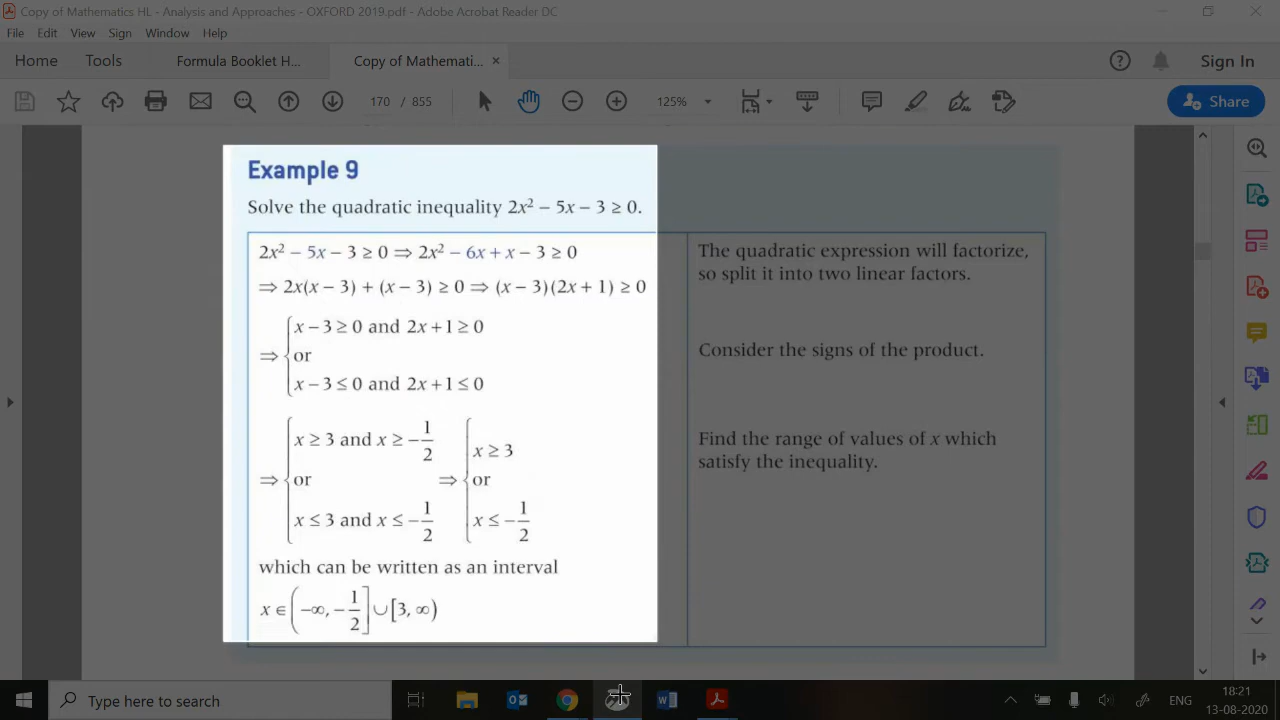 Copy of Mathematics HL - Analysis and Approaches - OXFORD 2019.pdf - Adobe Acrobat Reader DC
File Edit View Sign Window Help
Home Tools Formula Booklet H... Copy of Mathemati... × Sign In
170 / 855 125% Share
Example 9
Solve the quadratic inequality 2x² – 5x – 3 ≥ 0.
2x² – 5x – 3 ≥ 0 ⇒ 2x² – 6x + x – 3 ≥ 0
⇒ 2x(x – 3) + (x – 3) ≥ 0 ⇒ (x – 3)(2x + 1) ≥ 0
x – 3 ≥ 0 and 2x + 1 ≥ 0
⇒ { or
x – 3 ≤ 0 and 2x + 1 ≤ 0
x ≥ 3 and x ≥ –1/2
⇒ { or
x ≤ 3 and x ≤ –1/2
x ≥ 3
⇒ { or
x ≤ –1/2
which can be written as an interval
x ∈ (–∞, –1/2] ∪ [3, ∞)
The quadratic expression will factorize,
so split it into two linear factors.
Consider the signs of the product.
Find the range of values of x which
satisfy the inequality.
Type here to search
ENG
18:21
13-08-2020